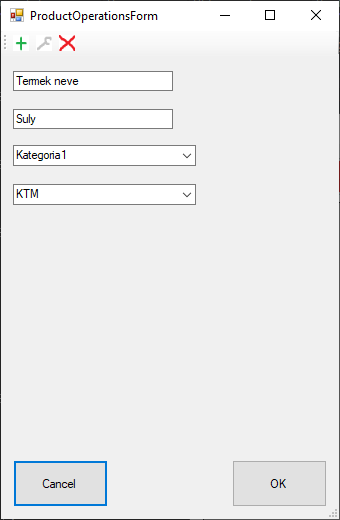 ProductOperationsForm
Termek neve
Suly
Kategoria1
KTM
Cancel
OK